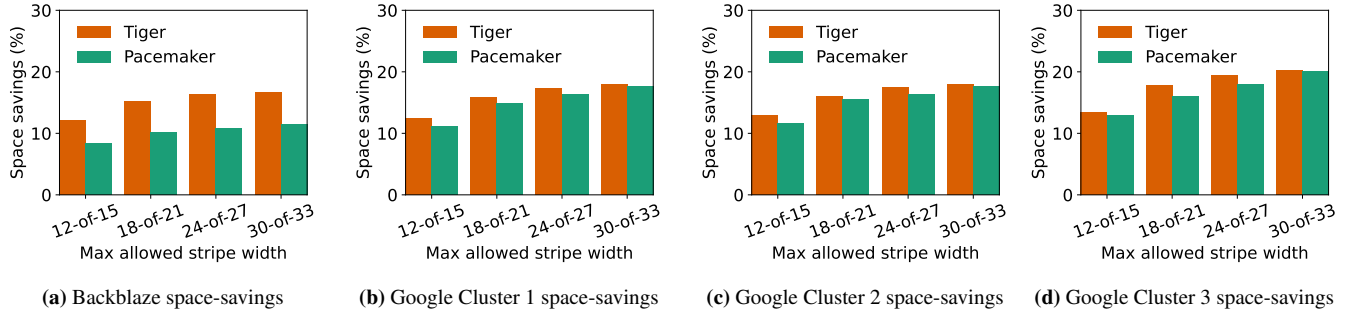 30
20
10
0
Space savings (%)
Tiger
Pacemaker
12-of-15
18-of-21
24-of-27
30-of-33
Max allowed stripe width
(a) Backblaze space-savings
30
20
10
0
Space savings (%)
Tiger
Pacemaker
12-of-15
18-of-21
24-of-27
30-of-33
Max allowed stripe width
(b) Google Cluster 1 space-savings
30
20
10
0
Space savings (%)
Tiger
Pacemaker
12-of-15
18-of-21
24-of-27
30-of-33
Max allowed stripe width
(c) Google Cluster 2 space-savings
30
20
10
0
Space savings (%)
Tiger
Pacemaker
12-of-15
18-of-21
24-of-27
30-of-33
Max allowed stripe width
(d) Google Cluster 3 space-savings